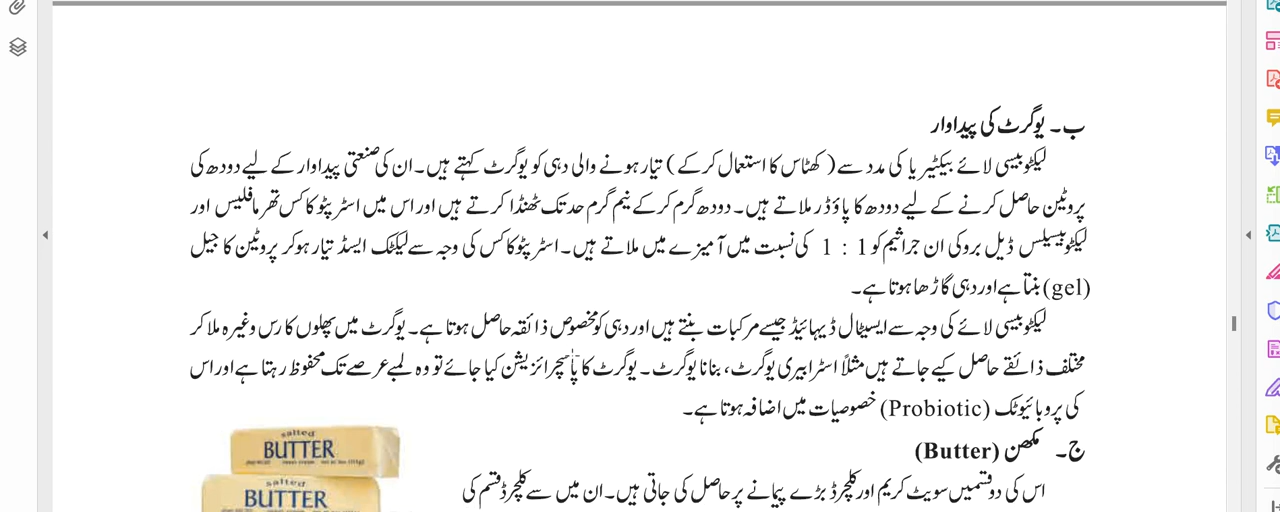 ب۔ یوگرٹ کی پیداوار
لیکٹوبیسی لائے بیکٹیریا کی مدد سے ( کھٹاس کا استعمال کرکے ) تیار ہونے والی دہی کو یوگرٹ کہتے ہیں۔ ان کی صنعتی پیداوار کے لیے دودھ کی
پروٹین حاصل کرنے کے لیے دودھ کا پاؤڈر ملاتے ہیں۔ دودھ گرم کرکے نیم گرم حد تک ٹھنڈا کرتے ہیں اور اس میں اسٹرپٹوکاکس تھرمافلیس اور
لیکٹوبیسیلس ڈیل بروکی ان جراثیم کو 1 : 1 کی نسبت میں آمیزے میں ملاتے ہیں۔ اسٹرپٹوکاکس کی وجہ سے لیکٹک ایسڈ تیار ہوکر پروٹین کا جیل
(gel) بنتا ہے اور دہی گاڑھا ہوتا ہے۔
لیکٹوبیسی لائے کی وجہ سے ایسیٹال ڈیہائیڈ جیسے مرکبات بنتے ہیں اور دہی کو مخصوص ذائقہ حاصل ہوتا ہے۔ یوگرٹ میں پھلوں کا رس وغیرہ ملا کر
مختلف ذائقے حاصل کیے جاتے ہیں مثلاً اسٹرابیری یوگرٹ، بنانا یوگرٹ۔ یوگرٹ کا پاسچرائزیشن کیا جائے تو وہ لمبے عرصے تک محفوظ رہتا ہے اور اس
کی پروبائیوٹک (Probiotic) خصوصیات میں اضافہ ہوتا ہے۔
ج۔ مکھن (Butter)
اس کی دو قسمیں سویٹ کریم اور کلچرڈ بڑے پیمانے پر حاصل کی جاتی ہیں۔ ان میں سے کلچرڈ قسم کی
salted
BUTTER
salted
BUTTER